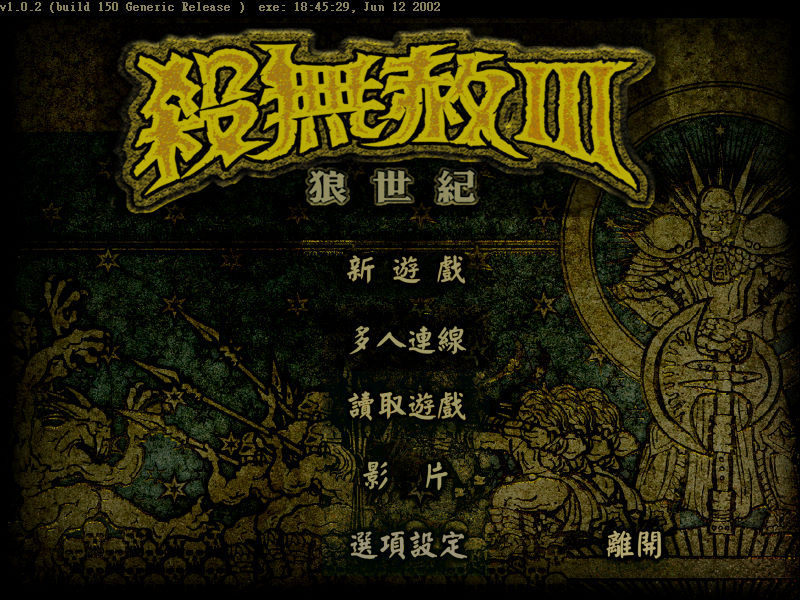 v1.0.2 (build 150 Generic Release )  exe: 18:45:29, Jun 12 2002
殺無赦III
狼世紀
新遊戲
多人連線
讀取遊戲
影片
選項設定
離開